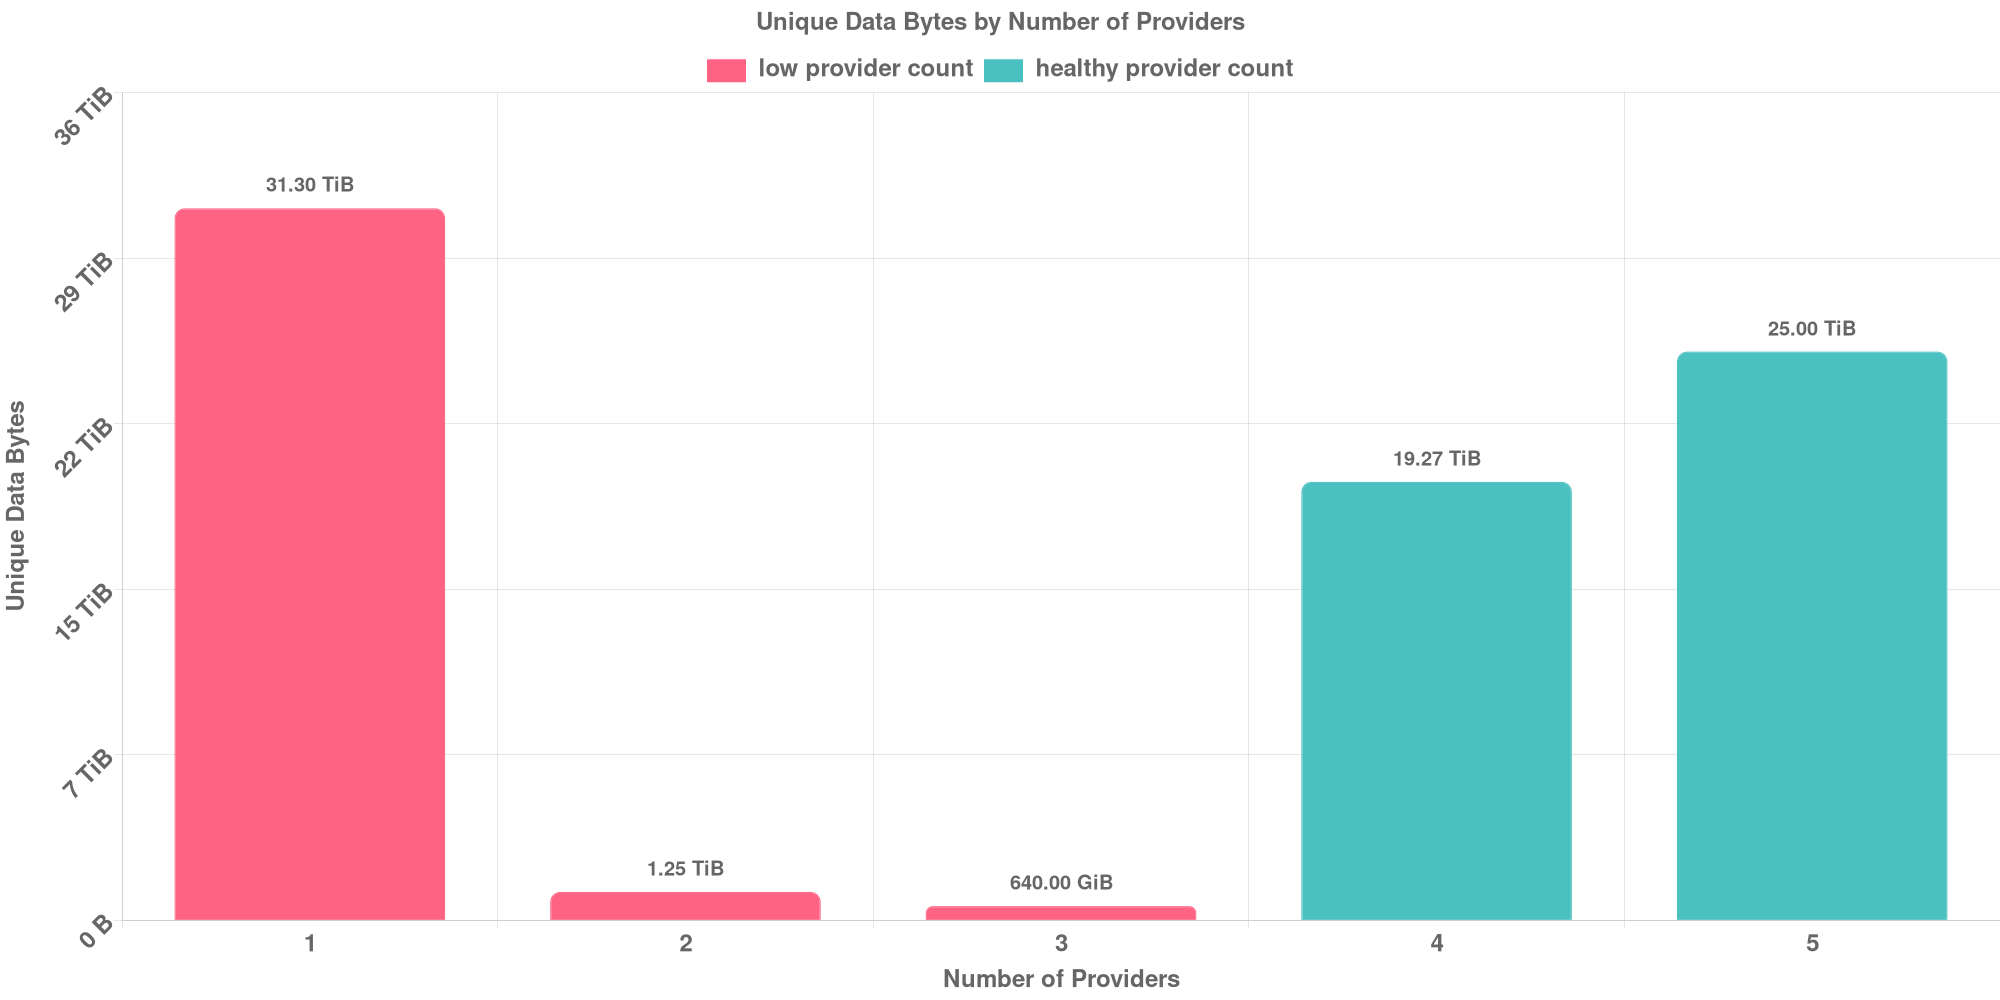 Unique Data Bytes by Number of Providers
low provider count healthy provider count
36 TiB
29 TiB
22 TiB
15 TiB
7 TiB
0 B
Unique Data Bytes
31.30 TiB
1.25 TiB
640.00 GiB
19.27 TiB
25.00 TiB
1 2 3 4 5
Number of Providers